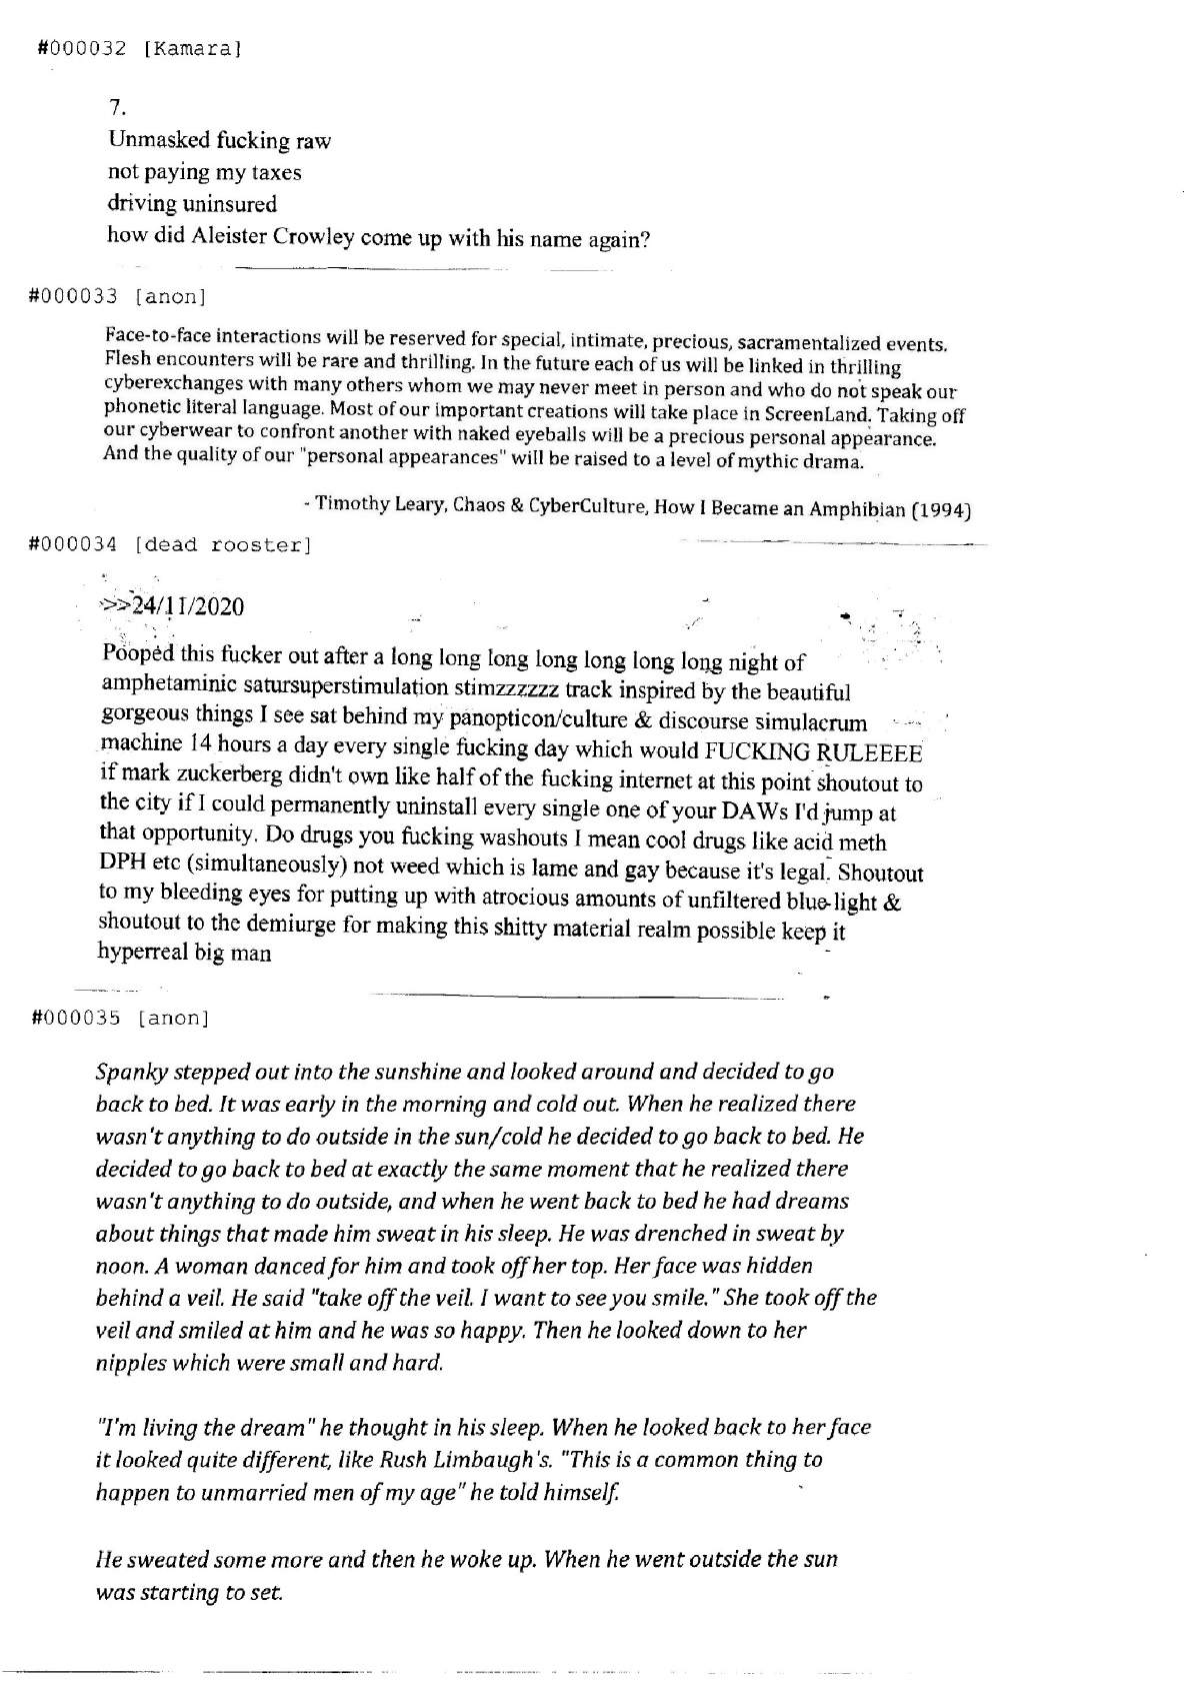 #000032 [Kamara]
7.
Unmasked fucking raw
not paying my taxes
driving uninsured
how did Aleister Crowley come up with his name again?
#000033 [anon]
Face-to-face interactions will be reserved for special, intimate, precious, sacramentalized events.
Flesh encounters will be rare and thrilling. In the future each of us will be linked in thrilling
cyberexchanges with many others whom we may never meet in person and who do not speak our
phonetic literal language. Most of our important creations will take place in ScreenLand. Taking off
our cyberwear to confront another with naked eyeballs will be a precious personal appearance.
And the quality of our "personal appearances" will be raised to a level of mythic drama.
- Timothy Leary, Chaos & CyberCulture, How I Became an Amphibian (1994)
#000034 [dead rooster]
>>24/11/2020
Pooped this fucker out after a long long long long long long long night of
amphetaminic satursuperstimulation stimzzzzzz track inspired by the beautiful
gorgeous things I see sat behind my panopticon/culture & discourse simulacrum
machine 14 hours a day every single fucking day which would FUCKING RULEEEE
if mark zuckerberg didn't own like half of the fucking internet at this point shoutout to
the city if I could permanently uninstall every single one of your DAWs I'd jump at
that opportunity. Do drugs you fucking washouts I mean cool drugs like acid meth
DPH etc (simultaneously) not weed which is lame and gay because it's legal. Shoutout
to my bleeding eyes for putting up with atrocious amounts of unfiltered blue-light &
shoutout to the demiurge for making this shitty material realm possible keep it
hyperreal big man
#000035 [anon]
Spanky stepped out into the sunshine and looked around and decided to go
back to bed. It was early in the morning and cold out. When he realized there
wasn't anything to do outside in the sun/cold he decided to go back to bed. He
decided to go back to bed at exactly the same moment that he realized there
wasn't anything to do outside, and when he went back to bed he had dreams
about things that made him sweat in his sleep. He was drenched in sweat by
noon. A woman danced for him and took off her top. Her face was hidden
behind a veil. He said "take off the veil. I want to see you smile." She took off the
veil and smiled at him and he was so happy. Then he looked down to her
nipples which were small and hard.
"I'm living the dream" he thought in his sleep. When he looked back to her face
it looked quite different, like Rush Limbaugh's. "This is a common thing to
happen to unmarried men of my age" he told himself.
He sweated some more and then he woke up. When he went outside the sun
was starting to set.